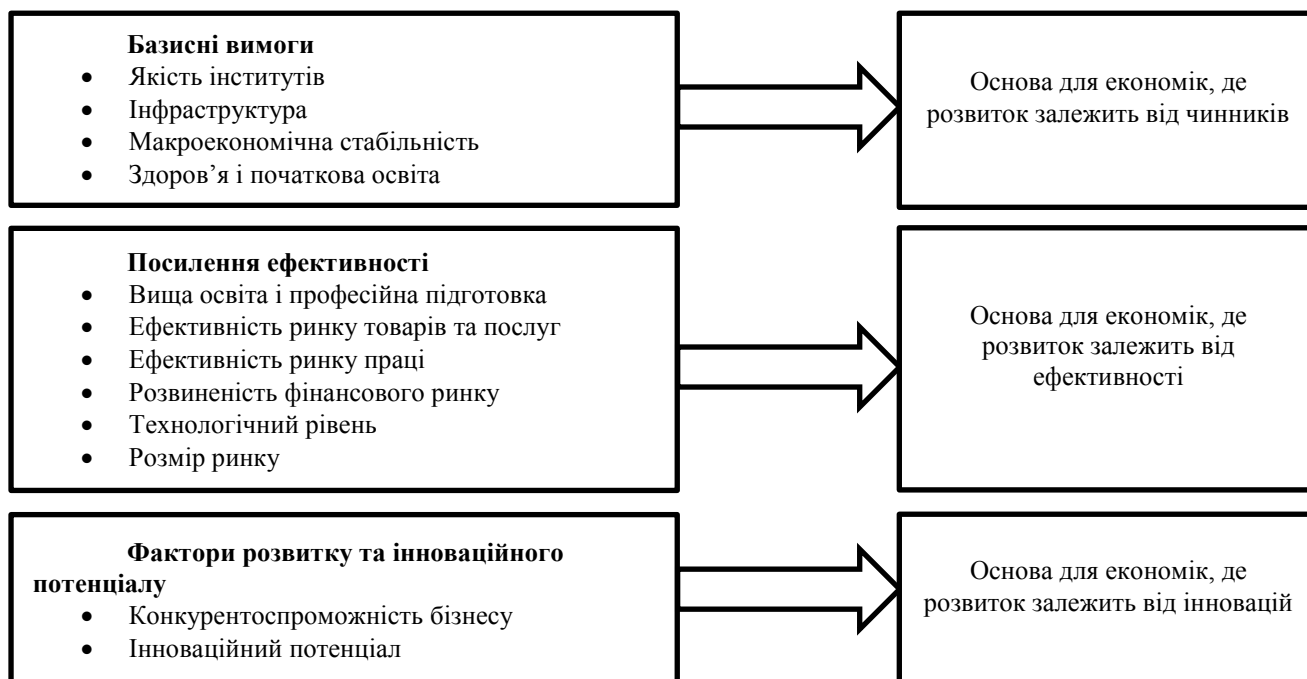 Базисні вимоги
• Якість інститутів
• Інфраструктура
• Макроекономічна стабільність
• Здоров’я і початкова освіта
Основа для економік, де
розвиток залежить від чинників
Посилення ефективності
• Вища освіта і професійна підготовка
• Ефективність ринку товарів та послуг
• Ефективність ринку праці
• Розвиненість фінансового ринку
• Технологічний рівень
• Розмір ринку
Основа для економік, де
розвиток залежить від
ефективності
Фактори розвитку та інноваційного
потенціалу
• Конкурентоспроможність бізнесу
• Інноваційний потенціал
Основа для економік, де
розвиток залежить від інновацій